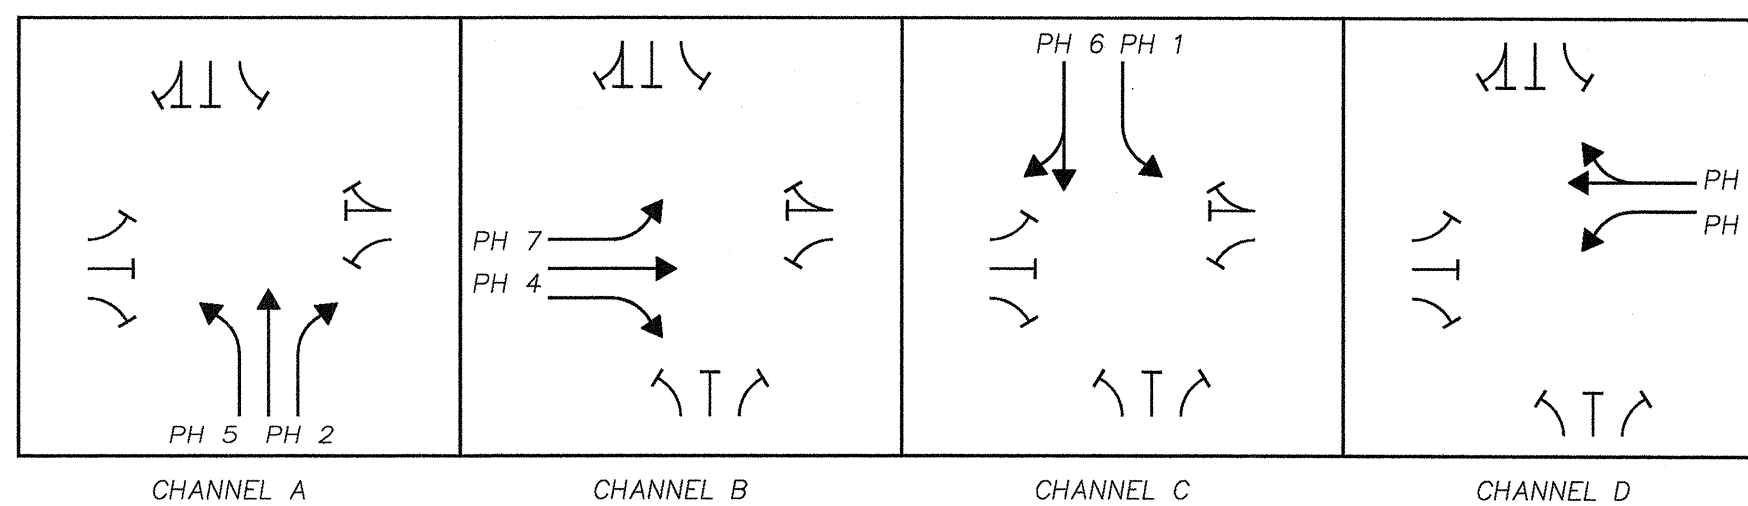 PH 5 PH 2
CHANNEL A
PH 7
PH 4
CHANNEL B
PH 6 PH 1
CHANNEL C
PH
PH
CHANNEL D